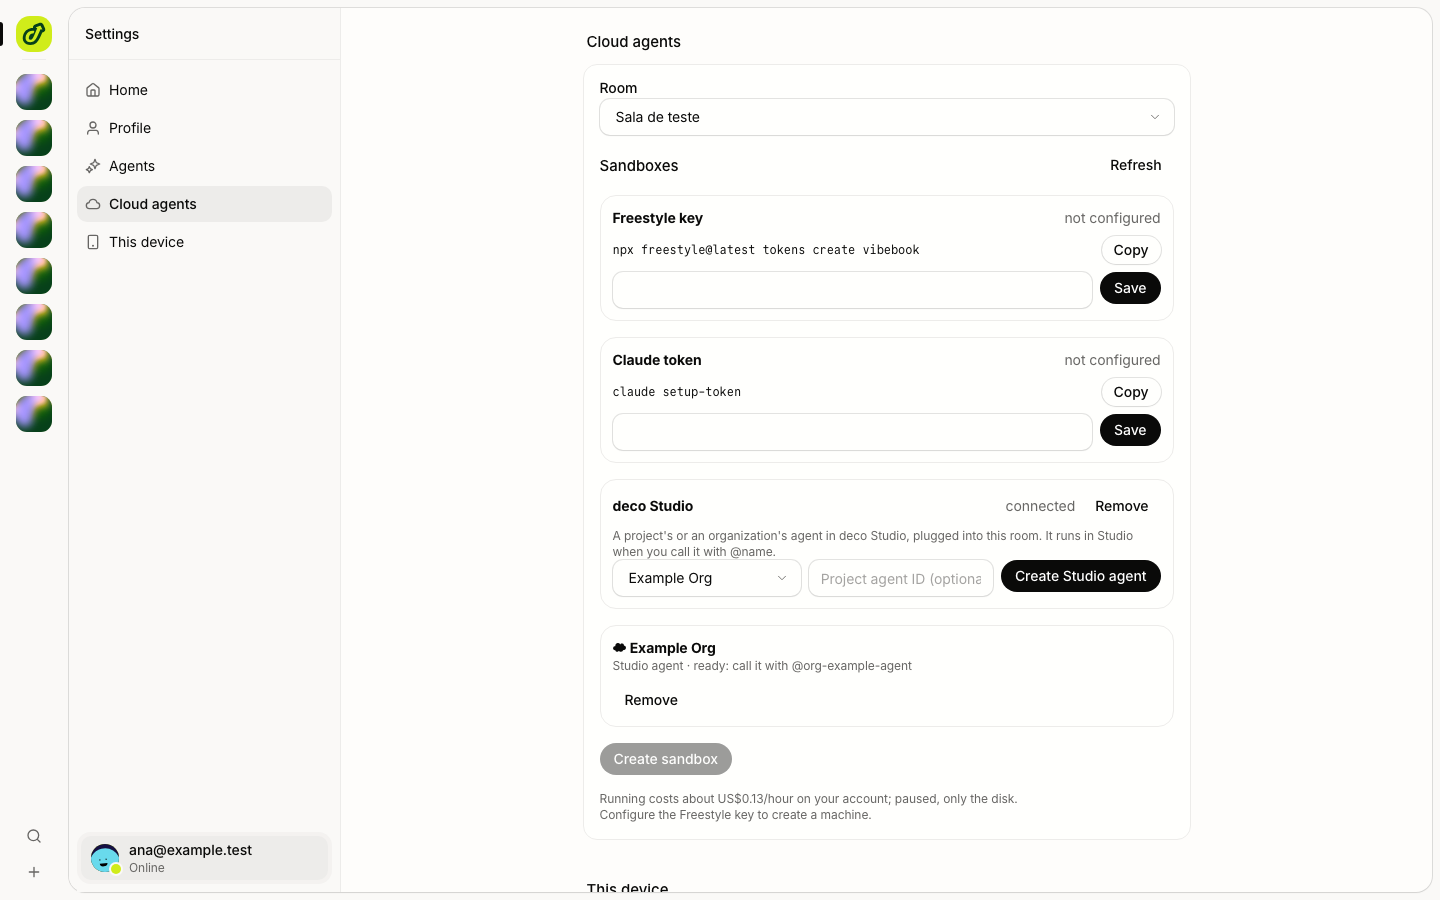 Settings
Home
Profile
Agents
Cloud agents
This device
ana@example.test
Online
Cloud agents
Room
Sala de teste
Sandboxes
Refresh
Freestyle key
not configured
npx freestyle@latest tokens create vibebook
Copy
Save
Claude token
not configured
claude setup-token
Copy
Save
deco Studio
connected
Remove
A project's or an organization's agent in deco Studio, plugged into this room. It runs in Studio
when you call it with @name.
Example Org
Project agent ID (optiona
Create Studio agent
Example Org
Studio agent · ready: call it with @org-example-agent
Remove
Create sandbox
Running costs about US$0.13/hour on your account; paused, only the disk.
Configure the Freestyle key to create a machine.
This device